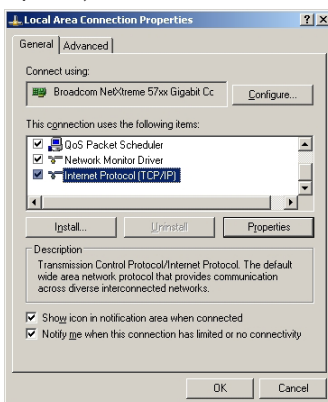 Local Area Connection Properties
General Advanced
Connect using:
Broadcom NetXtreme 57xx Gigabit Cc
Configure...
This connection uses the following items:
QoS Packet Scheduler
Network Monitor Driver
Internet Protocol (TCP/IP)
Install... Uninstall Properties
Description
Transmission Control Protocol/Internet Protocol. The default
wide area network protocol that provides communication
across diverse interconnected networks.
Show icon in notification area when connected
Notify me when this connection has limited or no connectivity
OK Cancel